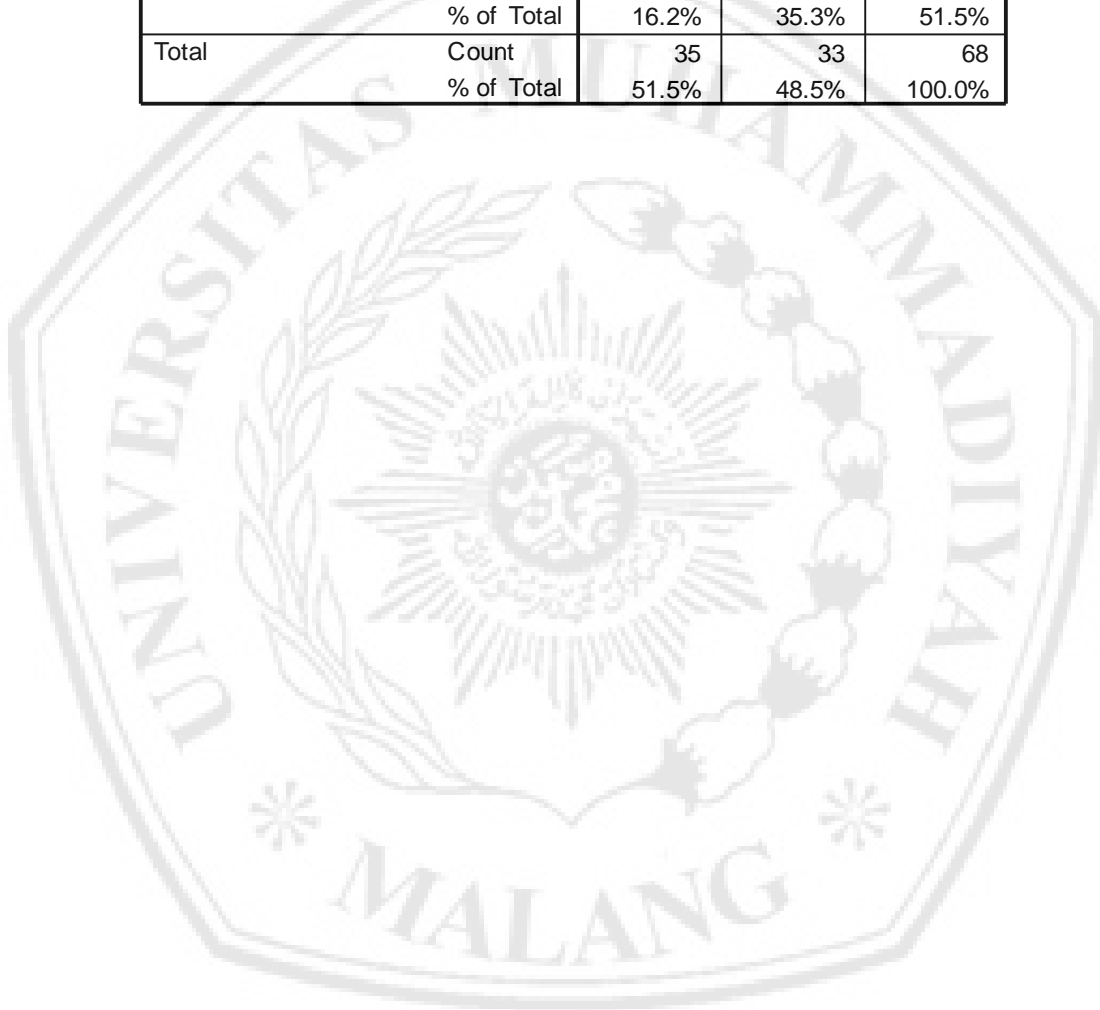 % of Total 16.2% 35.3% 51.5%
Total Count 35 33 68
% of Total 51.5% 48.5% 100.0%
UNIVERSITAS MUHAMMADIYAH
MALANG